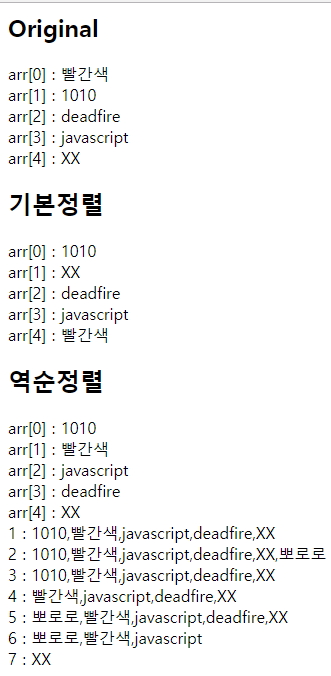 Original
arr[0] : 빨간색
arr[1] : 1010
arr[2] : deadfire
arr[3] : javascript
arr[4] : XX
기본정렬
arr[0] : 1010
arr[1] : XX
arr[2] : deadfire
arr[3] : javascript
arr[4] : 빨간색
역순정렬
arr[0] : 1010
arr[1] : 빨간색
arr[2] : javascript
arr[3] : deadfire
arr[4] : XX
1 : 1010,빨간색,javascript,deadfire,XX
2 : 1010,빨간색,javascript,deadfire,XX,뽀로로
3 : 1010,빨간색,javascript,deadfire,XX
4 : 빨간색,javascript,deadfire,XX
5 : 뽀로로,빨간색,javascript,deadfire,XX
6 : 뽀로로,빨간색,javascript
7 : XX